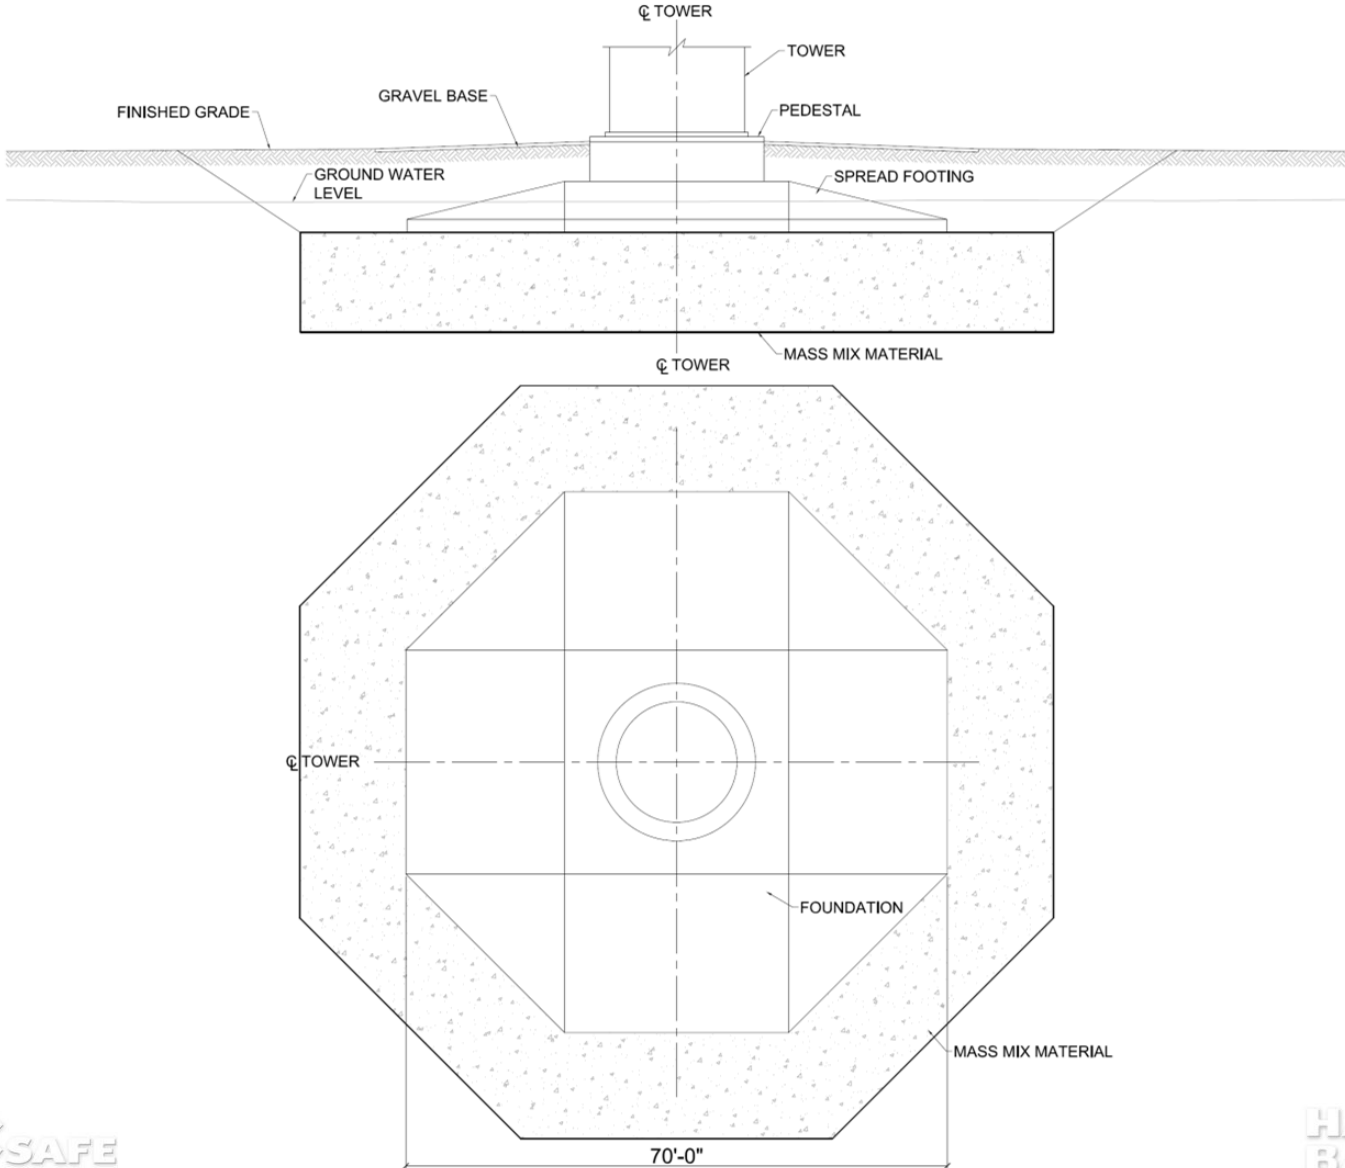 ℄ TOWER
TOWER
GRAVEL BASE
PEDESTAL
FINISHED GRADE
GROUND WATER
LEVEL
SPREAD FOOTING
MASS MIX MATERIAL
℄ TOWER
℄ TOWER
FOUNDATION
MASS MIX MATERIAL
SAFE
70'-0"